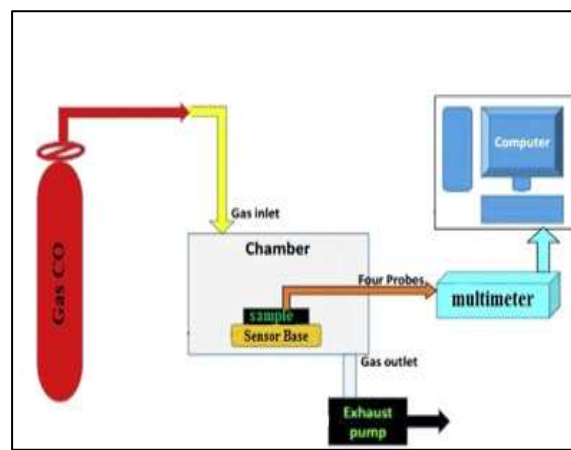 Computer
Gas inlet
Chamber
Four Probes
multimeter
Gas CO
sample
Sensor Base
Gas outlet
Exhaust
pump